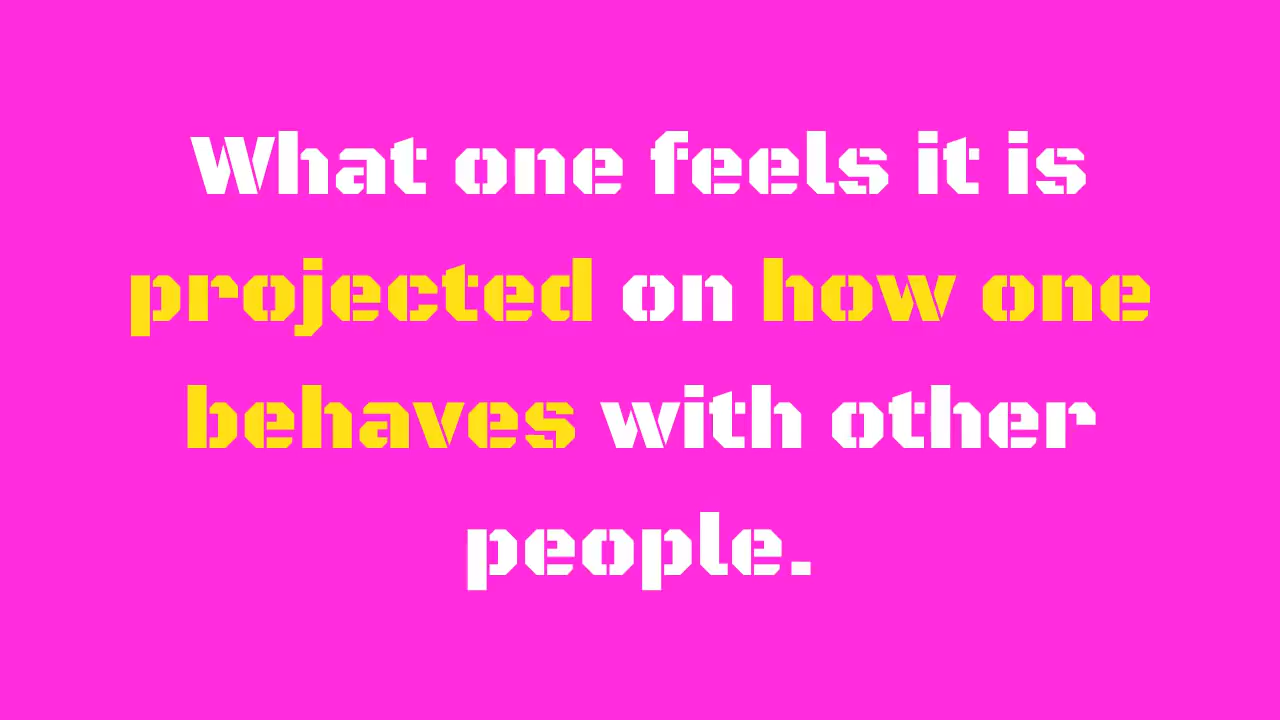 What one feels it is
projected on how one
behaves with other
people.